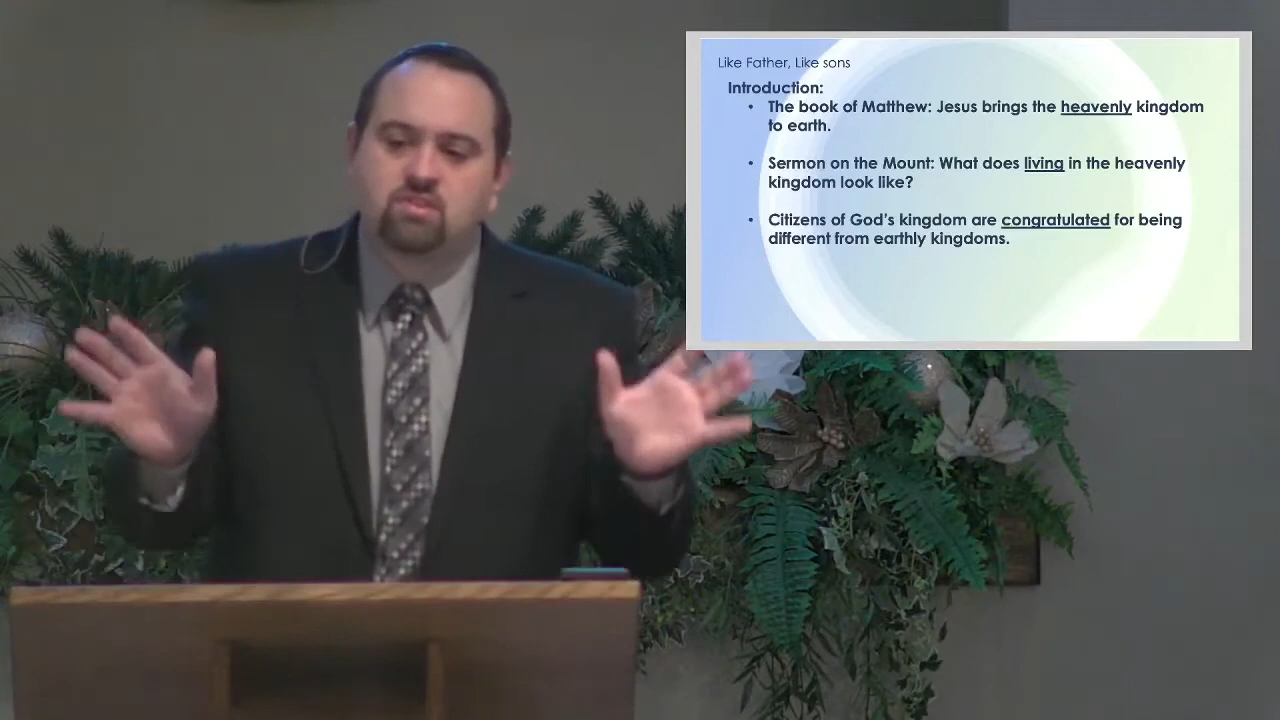 Like Father, Like sons
Introduction:
• The book of Matthew: Jesus brings the heavenly kingdom
to earth.
• Sermon on the Mount: What does living in the heavenly
kingdom look like?
• Citizens of God's kingdom are congratulated for being
different from earthly kingdoms.